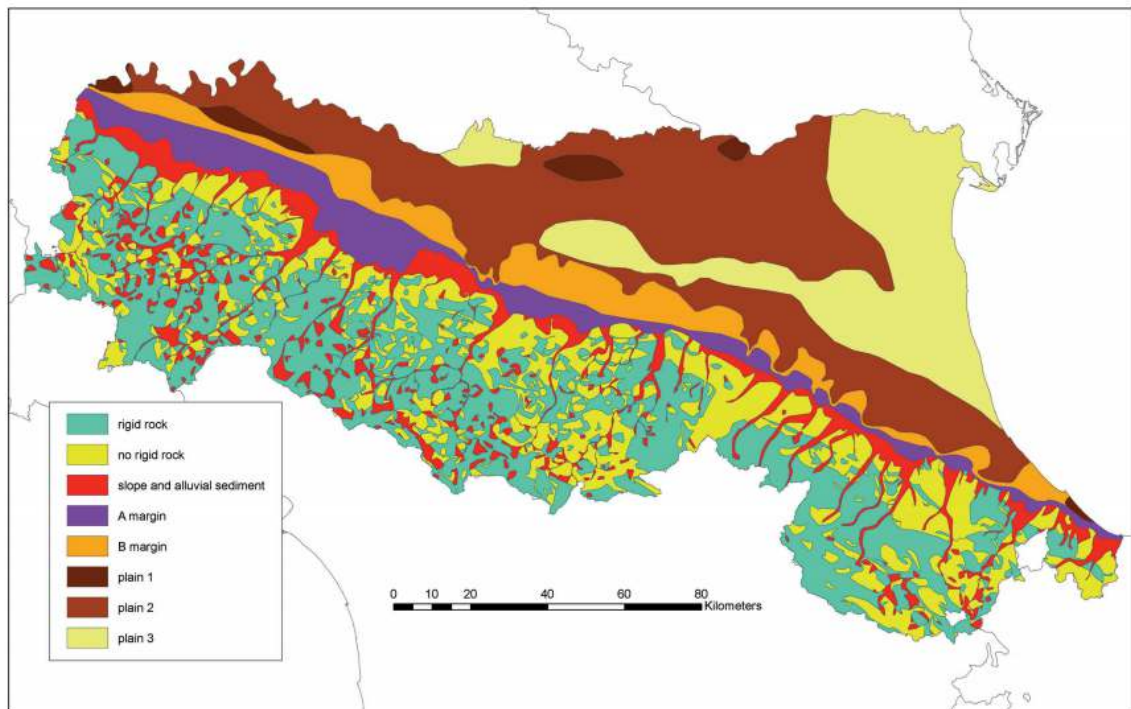 rigid rock
no rigid rock
slope and alluvial sediment
A margin
B margin
plain 1
plain 2
plain 3
0 10 20 40 60 80
Kilometers